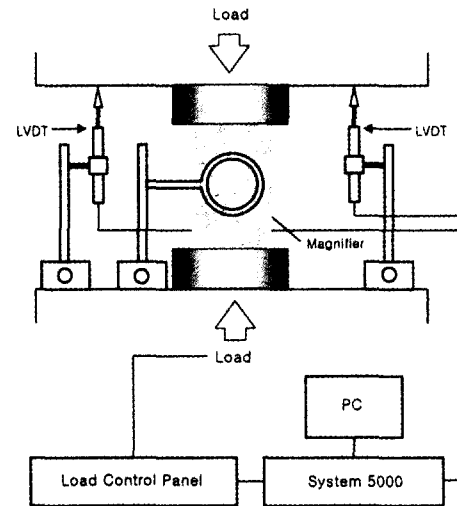 Load
LVDT
LVDT
Magnifier
Load
PC
Load Control Panel
System 5000